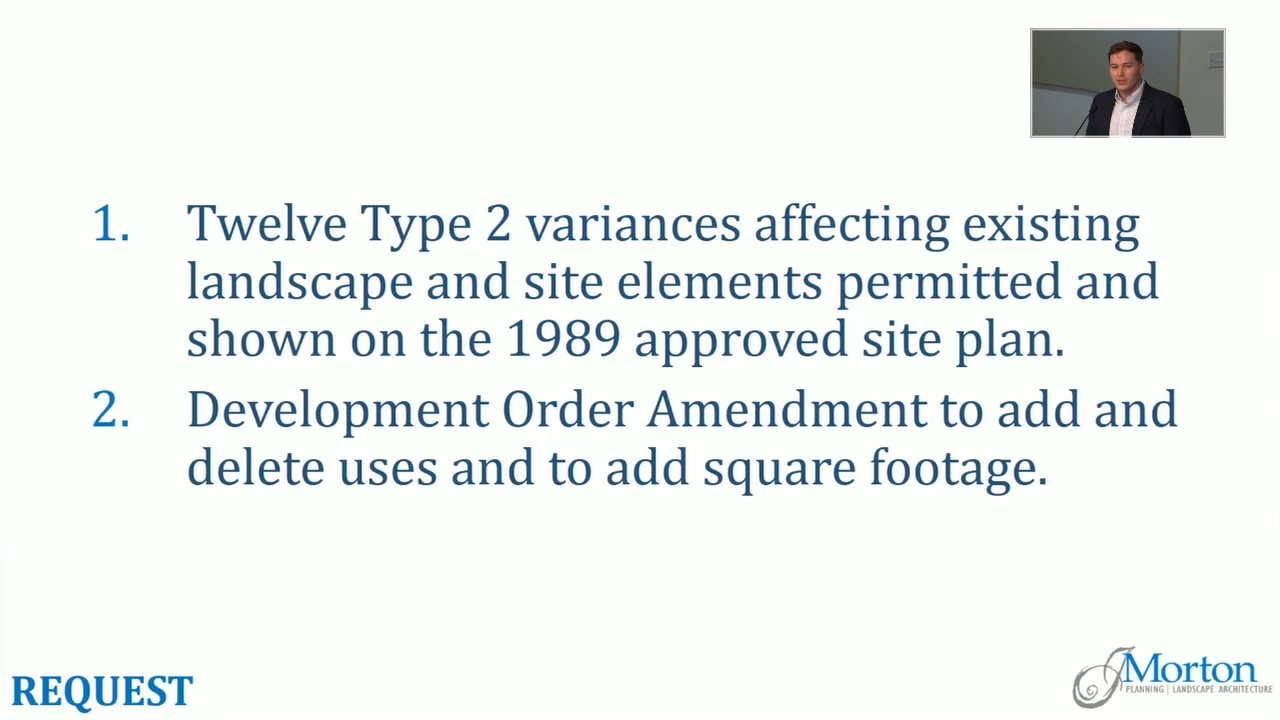 1. Twelve Type 2 variances affecting existing
landscape and site elements permitted and
shown on the 1989 approved site plan.
2. Development Order Amendment to add and
delete uses and to add square footage.
REQUEST
JMorton
PLANNING | LANDSCAPE ARCHITECTURE